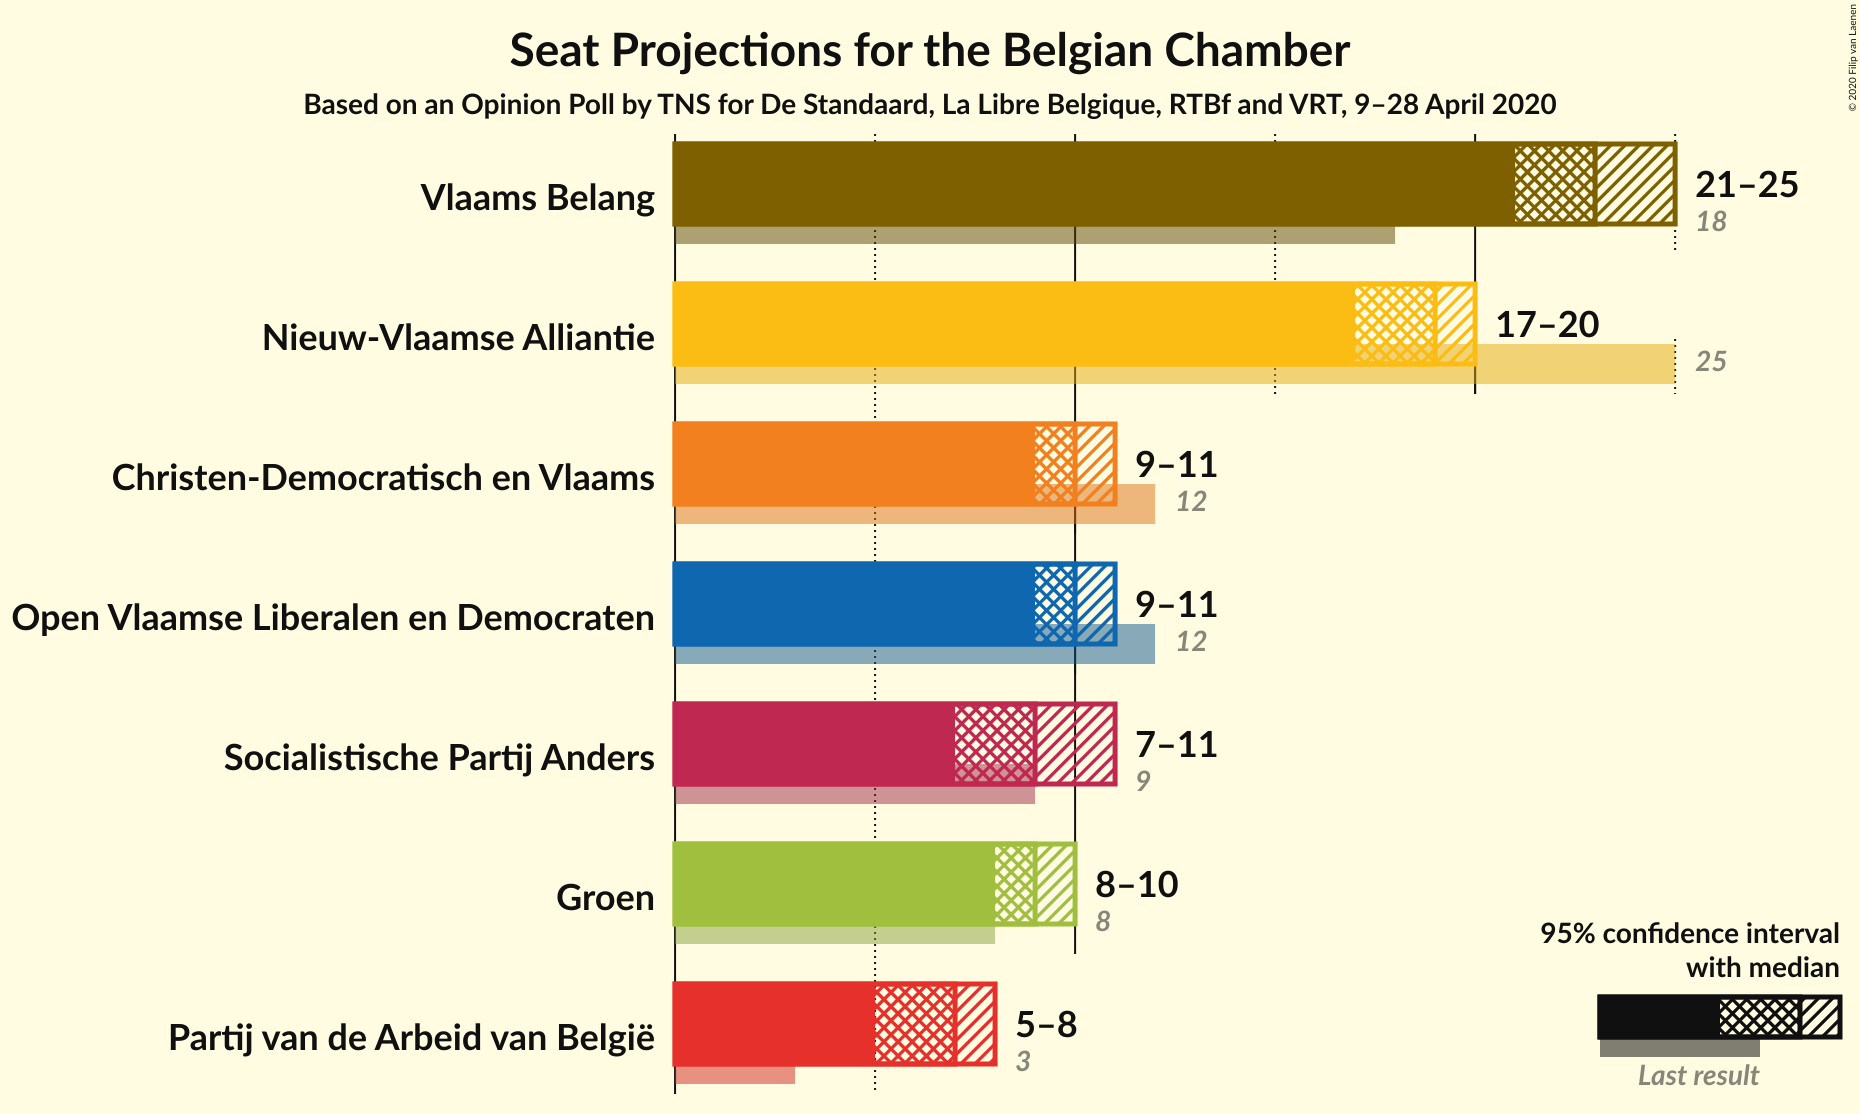 Seat Projections for the Belgian Chamber
Based on an Opinion Poll by TNS for De Standaard, La Libre Belgique, RTBf and VRT, 9–28 April 2020
© 2020 Filip van Laenen
Vlaams Belang
21–25
18
Nieuw-Vlaamse Alliantie
17–20
25
Christen-Democratisch en Vlaams
9–11
12
Open Vlaamse Liberalen en Democraten
9–11
12
Socialistische Partij Anders
7–11
9
Groen
8–10
8
Partij van de Arbeid van België
5–8
3
95% confidence interval
with median
Last result